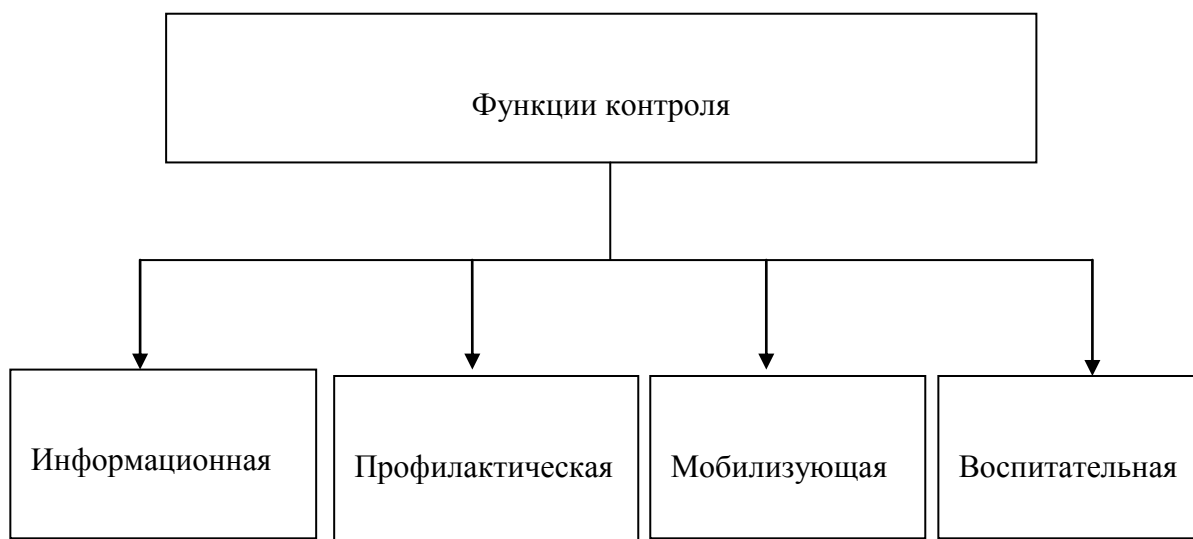 Функции контроля
Информационная
Профилактическая
Мобилизующая
Воспитательная